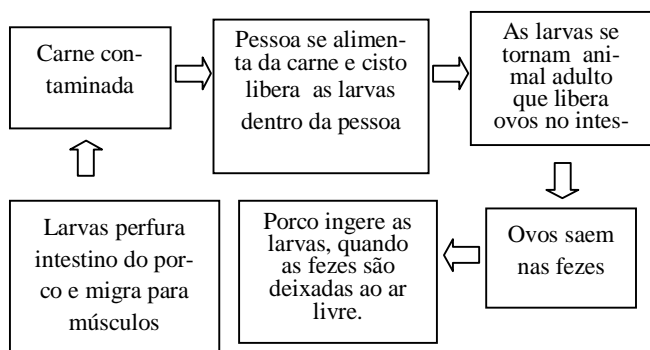 Carne con-
taminada
Pessoa se alimen-
ta da carne e cisto
libera as larvas
dentro da pessoa
As larvas se
tornam ani-
mal adulto
que libera
ovos no intes-
Larvas perfura
intestino do por-
co e migra para
músculos
Porco ingere as
larvas, quando
as fezes são
deixadas ao ar
livre.
Ovos saem
nas fezes